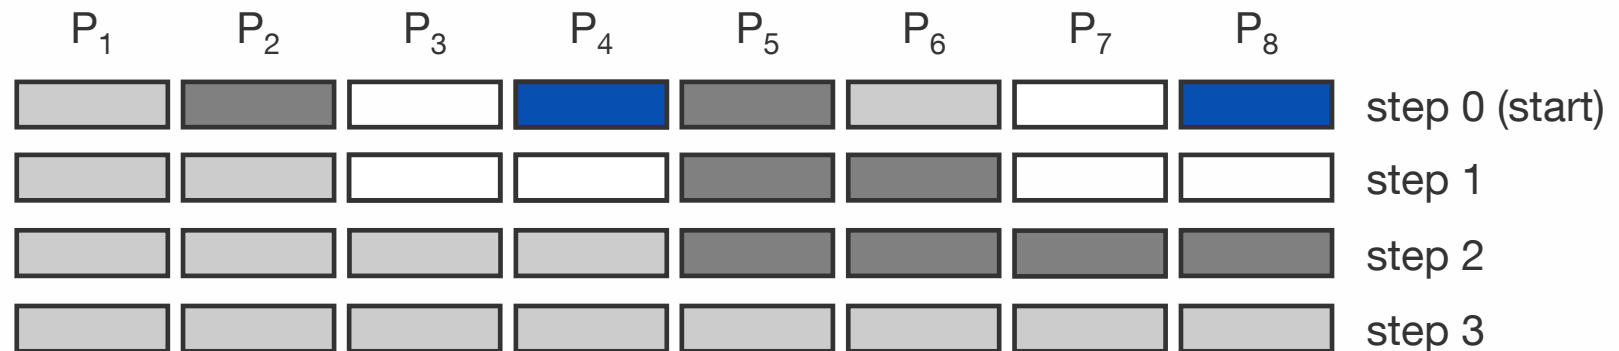 P₁ P₂ P₃ P₄ P₅ P₆ P₇ P₈
step 0 (start)
step 1
step 2
step 3